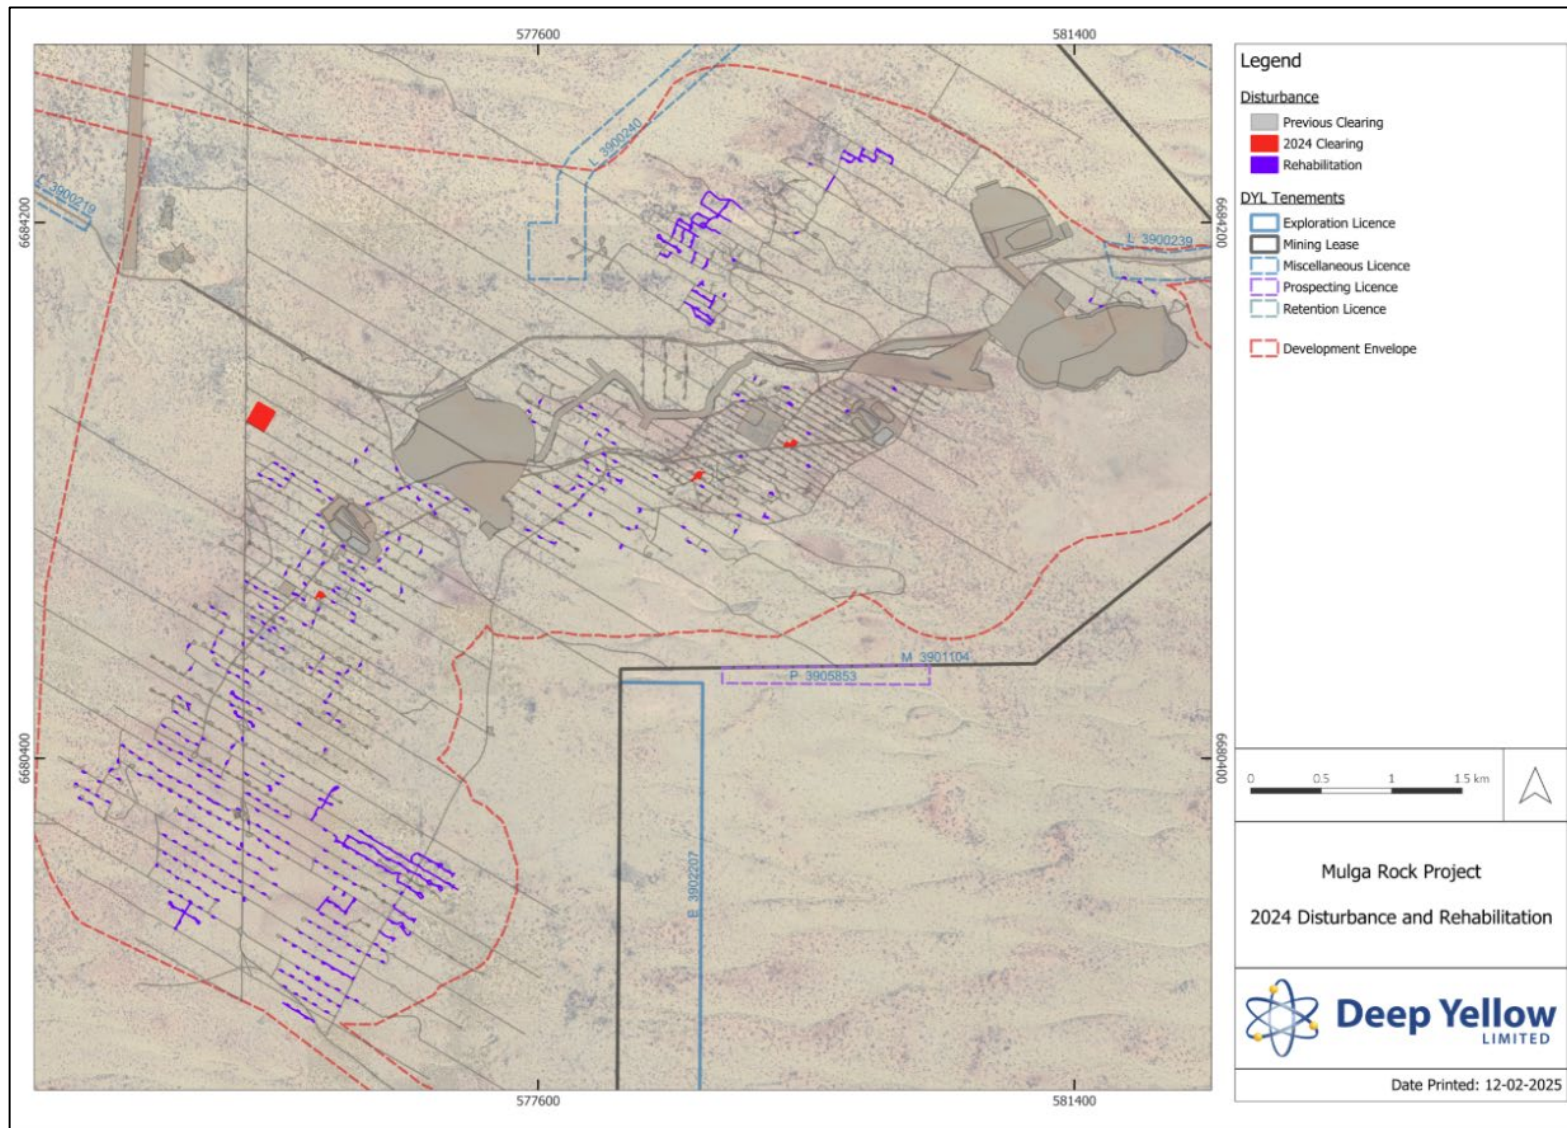 577600
581400
L 3900240
L 3900219
6684200
6684200
L 3900239
M 3901104
P 3905853
6680400
6680400
E 3902207
577600
581400
Legend
Disturbance
Previous Clearing
2024 Clearing
Rehabilitation
DYL Tenements
Exploration Licence
Mining Lease
Miscellaneous Licence
Prospecting Licence
Retention Licence
Development Envelope
0 0.5 1 1.5 km
Mulga Rock Project
2024 Disturbance and Rehabilitation
Deep Yellow
LIMITED
Date Printed: 12-02-2025